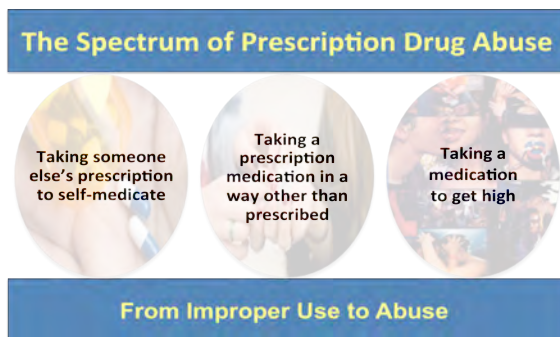 The Spectrum of Prescription Drug Abuse
Taking someone
else's prescription
to self-medicate
Taking a
prescription
medication in a
way other than
prescribed
Taking a
medication
to get high
From Improper Use to Abuse